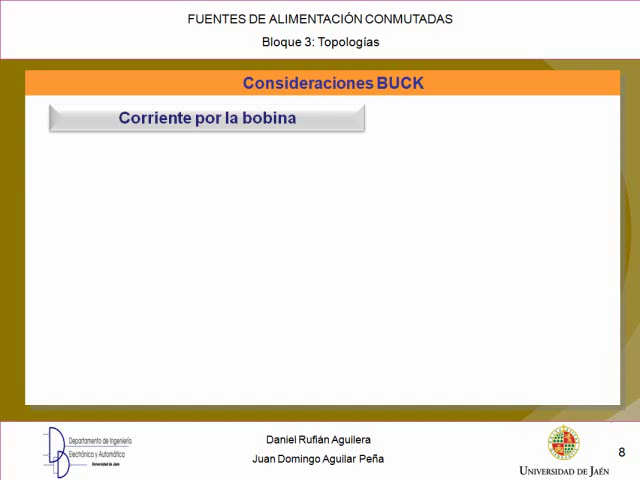 FUENTES DE ALIMENTACIÓN CONMUTADAS
Bloque 3: Topologías
Consideraciones BUCK
Corriente por la bobina
Departamento de Ingeniería
Electrónica y Automática
Universidad de Jaén
Daniel Rufián Aguilera
Juan Domingo Aguilar Peña
UNIVERSIDAD DE JAÉN
8